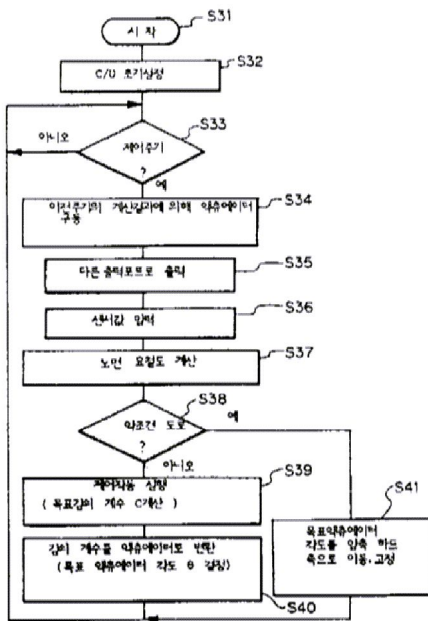 시 작
S31
C/U 초기설정
S32
아니오
S33
제어주기
?
예
이전주기의 계산결과에 의해 액츄에이터
구동
S34
다른 출력포트로 출력
S35
센서값 입력
S36
노면 요철도 계산
S37
S38
악조건 도로
?
예
아니오
제어작동 실행
( 목표감쇠 계수 C계산 )
S39
감쇠 계수를 액츄에이터로
(목표 액츄에이터 각도 θ 결정)
S40
S41
목표액츄에이터
각도를 압축 하드
측으로 이동.고정